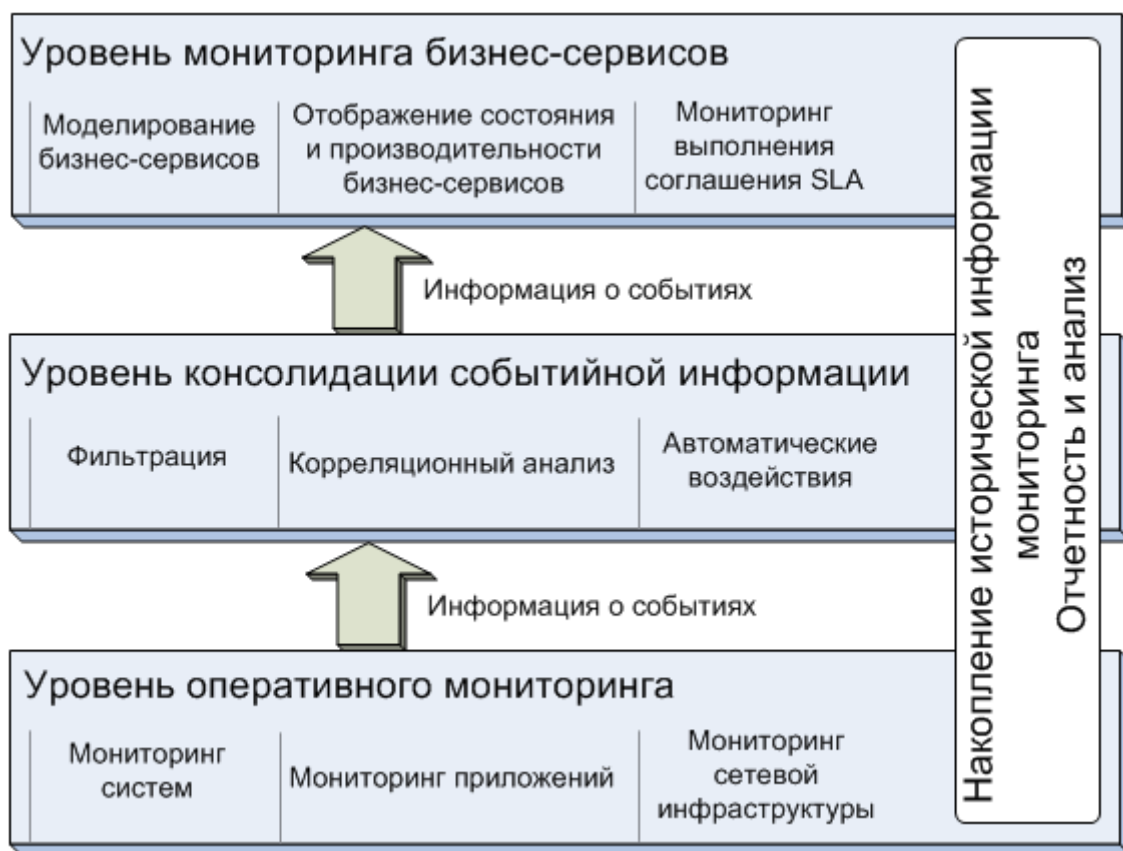 Уровень мониторинга бизнес-сервисов
Моделирование
бизнес-сервисов
Отображение состояния
и производительности
бизнес-сервисов
Мониторинг
выполнения
соглашения SLA
Информация о событиях
Уровень консолидации событийной информации
Фильтрация
Корреляционный анализ
Автоматические
воздействия
Информация о событиях
Уровень оперативного мониторинга
Мониторинг
систем
Мониторинг приложений
Мониторинг
сетевой
инфраструктуры
Накопление исторической информации
мониторинга
Отчетность и анализ